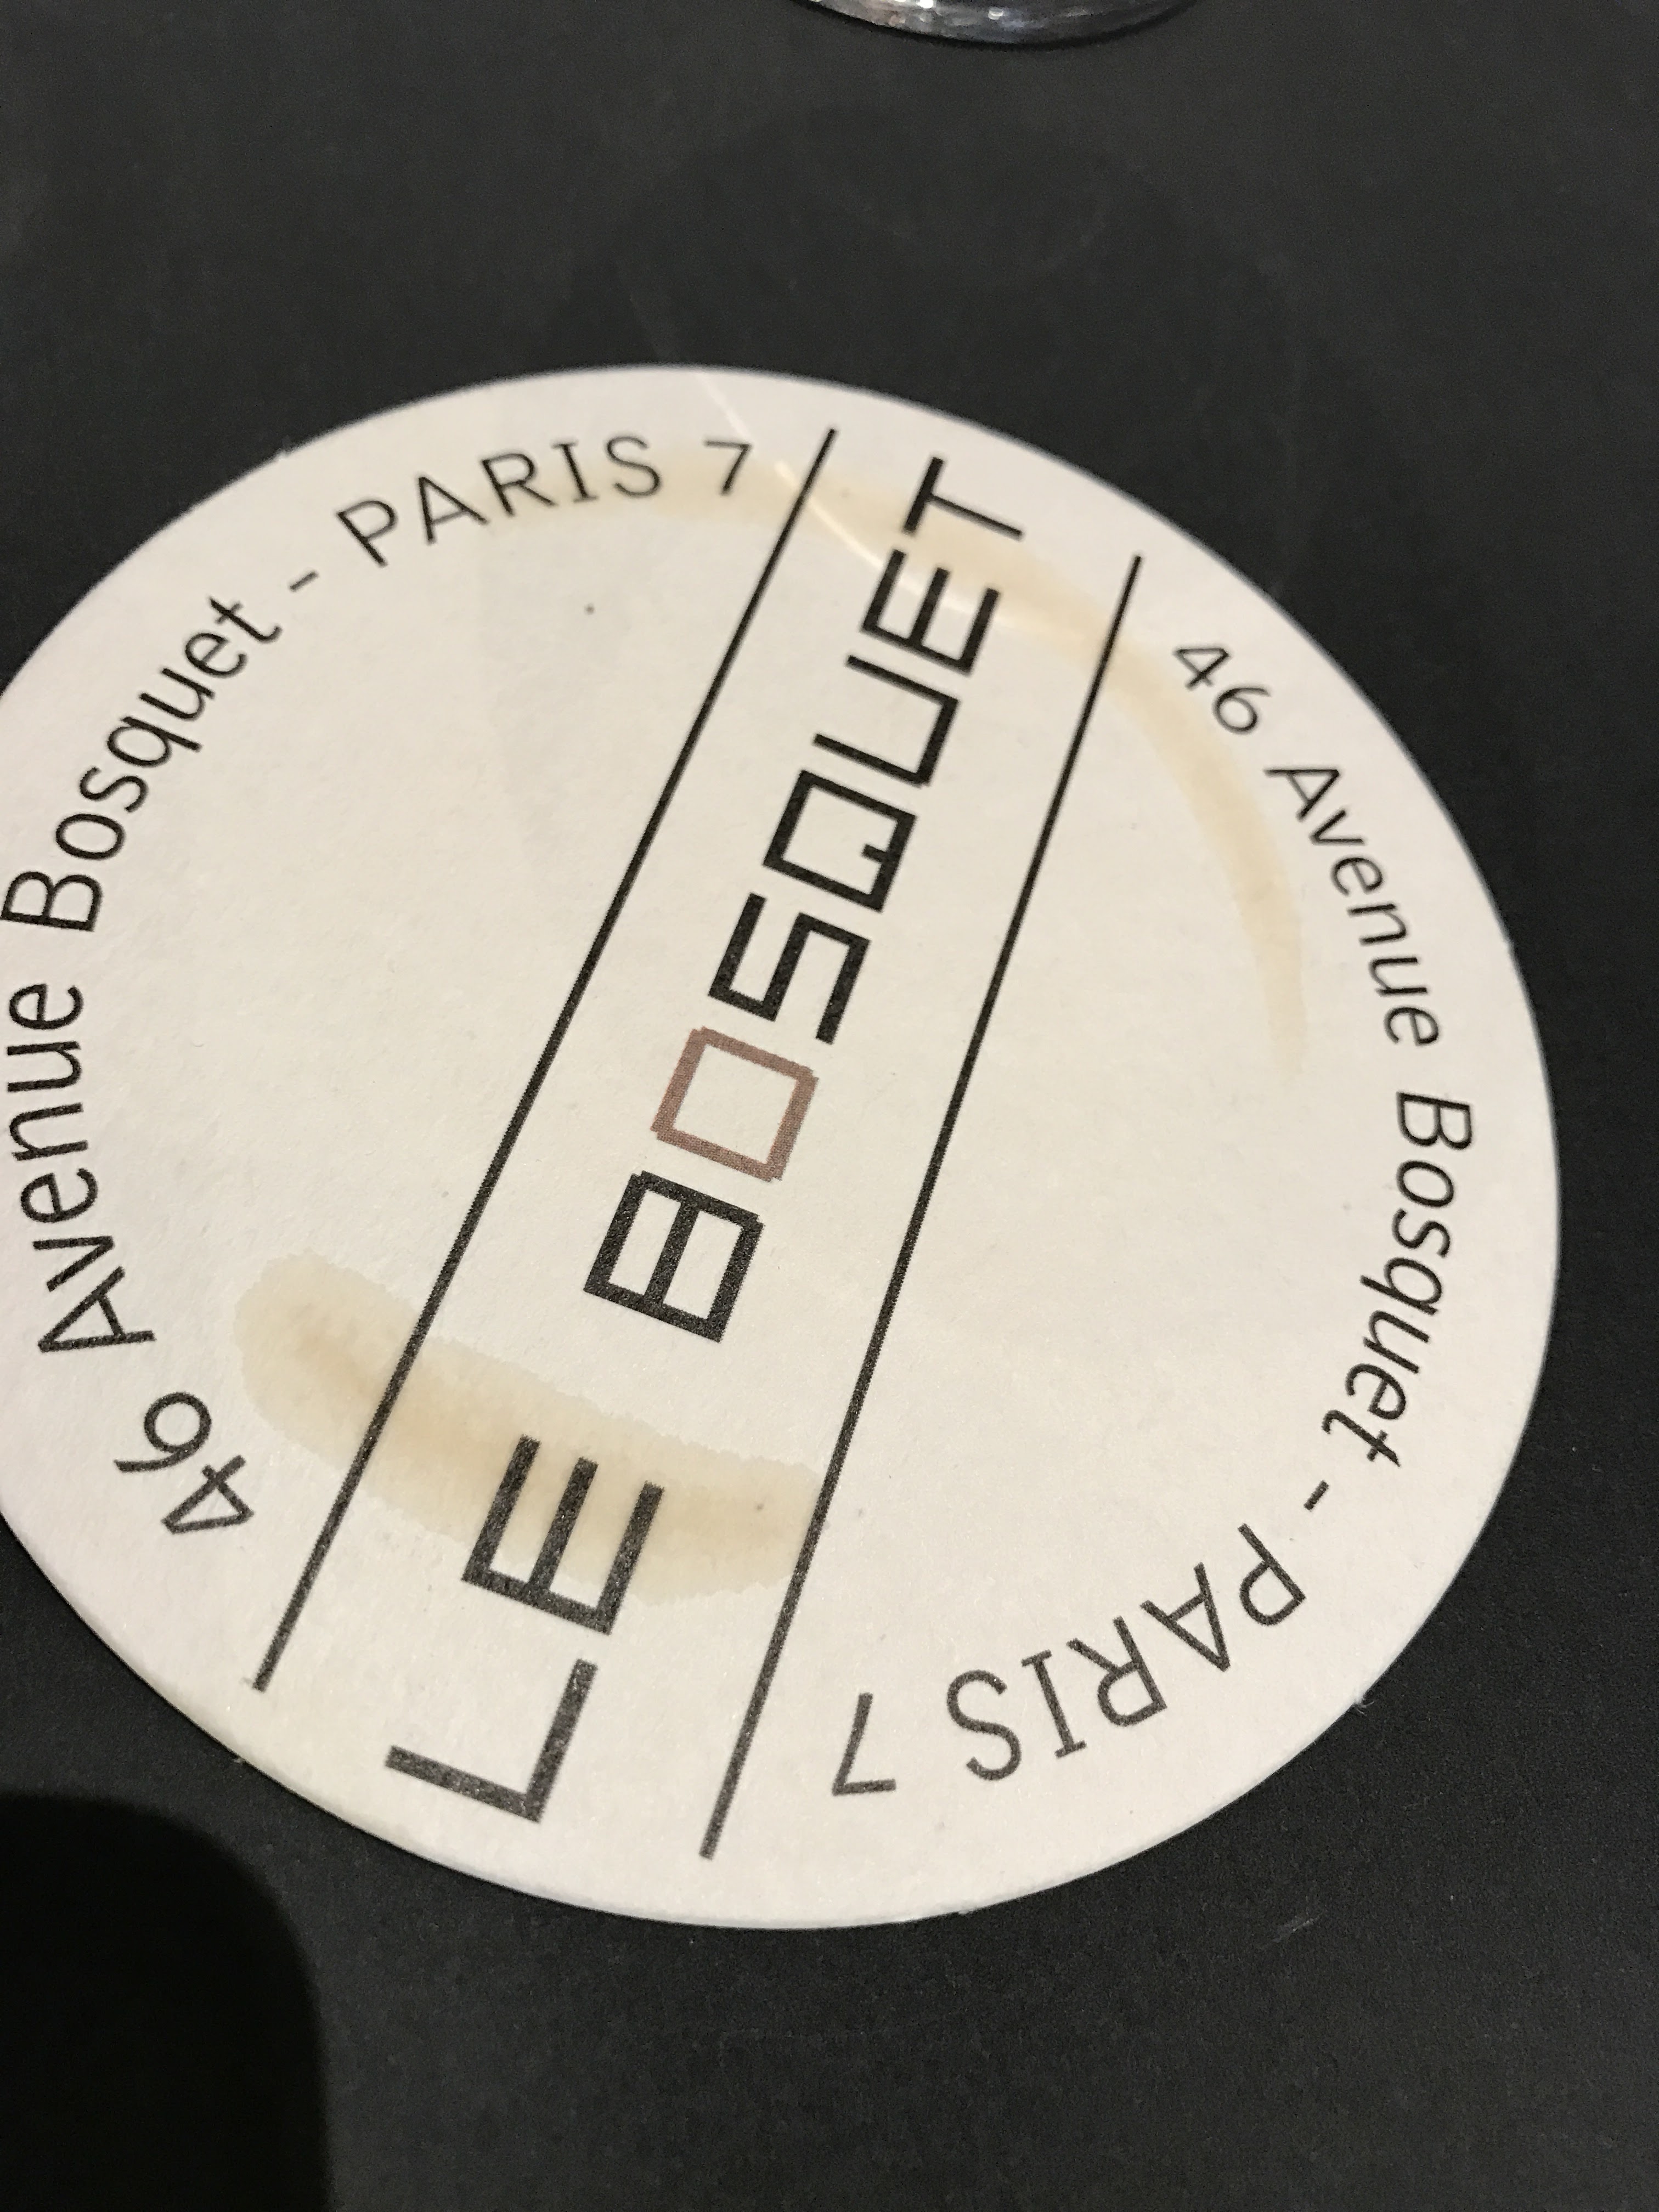 46 Avenue Bosquet - PARIS 7
LE BOSQUET
46 Avenue Bosquet - PARIS 7